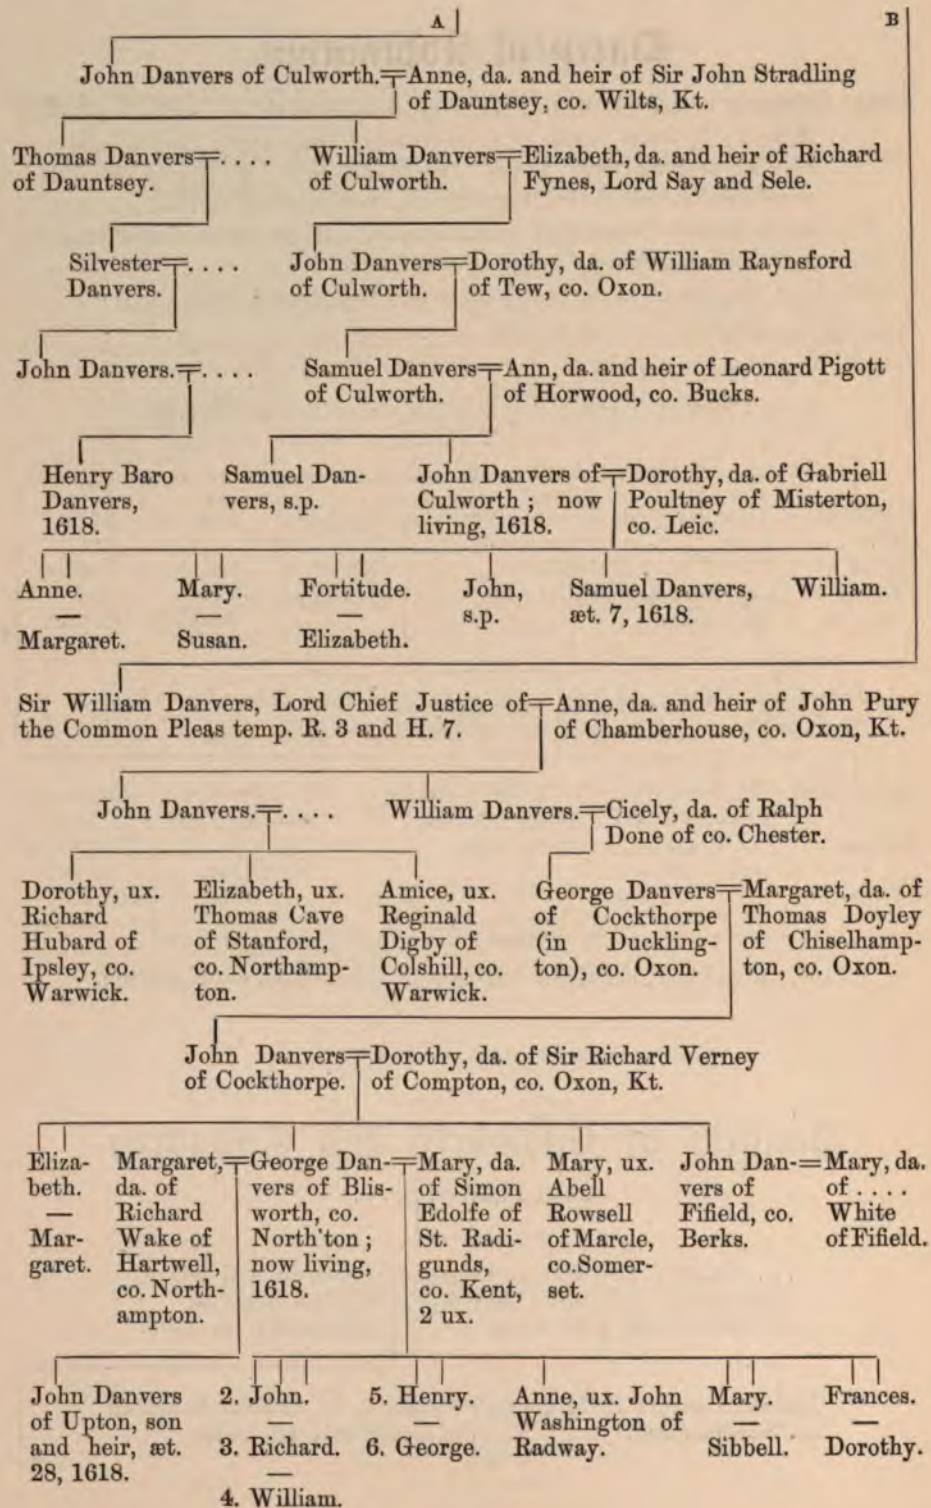 A B
John Danvers of Culworth.=Anne, da. and heir of Sir John Stradling
of Dauntsey, co. Wilts, Kt.
Thomas Danvers=. . . .
of Dauntsey.
William Danvers=Elizabeth, da. and heir of Richard
of Culworth. Fynes, Lord Say and Sele.
Silvester=. . . .
Danvers.
John Danvers=Dorothy, da. of William Raynsford
of Culworth. of Tew, co. Oxon.
John Danvers.=. . . .
Samuel Danvers=Ann, da. and heir of Leonard Pigott
of Culworth. of Horwood, co. Bucks.
Henry Baro
Danvers,
1618.
Samuel Dan-
vers, s.p.
John Danvers of=Dorothy, da. of Gabriell
Culworth ; now Poultney of Misterton,
living, 1618. co. Leic.
Anne.
—
Margaret.
Mary.
—
Susan.
Fortitude.
—
Elizabeth.
John,
s.p.
Samuel Danvers,
æt. 7, 1618.
William.
Sir William Danvers, Lord Chief Justice of=Anne, da. and heir of John Pury
the Common Pleas temp. R. 3 and H. 7. of Chamberhouse, co. Oxon, Kt.
John Danvers.=. . . .
William Danvers.=Cicely, da. of Ralph
Done of co. Chester.
Dorothy, ux.
Richard
Hubard of
Ipsley, co.
Warwick.
Elizabeth, ux.
Thomas Cave
of Stanford,
co. Northamp-
ton.
Amice, ux.
Reginald
Digby of
Colshill, co.
Warwick.
George Danvers=
of Cockthorpe
(in Duckling-
ton), co. Oxon.
Margaret, da. of
Thomas Doyley
of Chiselhamp-
ton, co. Oxon.
John Danvers=Dorothy, da. of Sir Richard Verney
of Cockthorpe. of Compton, co. Oxon, Kt.
Eliza-
beth.
—
Mar-
garet.
Margaret,=
da. of
Richard
Wake of
Hartwell,
co. North-
ampton.
George Dan-=
vers of Blis-
worth, co.
North'ton ;
now living,
1618.
Mary, da.
of Simon
Edolfe of
St. Radi-
gunds,
co. Kent,
2 ux.
Mary, ux.
Abell
Rowsell
of Marcle,
co. Somer-
set.
John Dan-=
vers of
Fifield, co.
Berks.
Mary, da.
of . . . .
White
of Fifield.
John Danvers
of Upton, son
and heir, æt.
28, 1618.
2. John.
—
3. Richard.
—
4. William.
5. Henry.
—
6. George.
Anne, ux. John
Washington of
Radway.
Mary.
—
Sibbell.
Frances.
—
Dorothy.